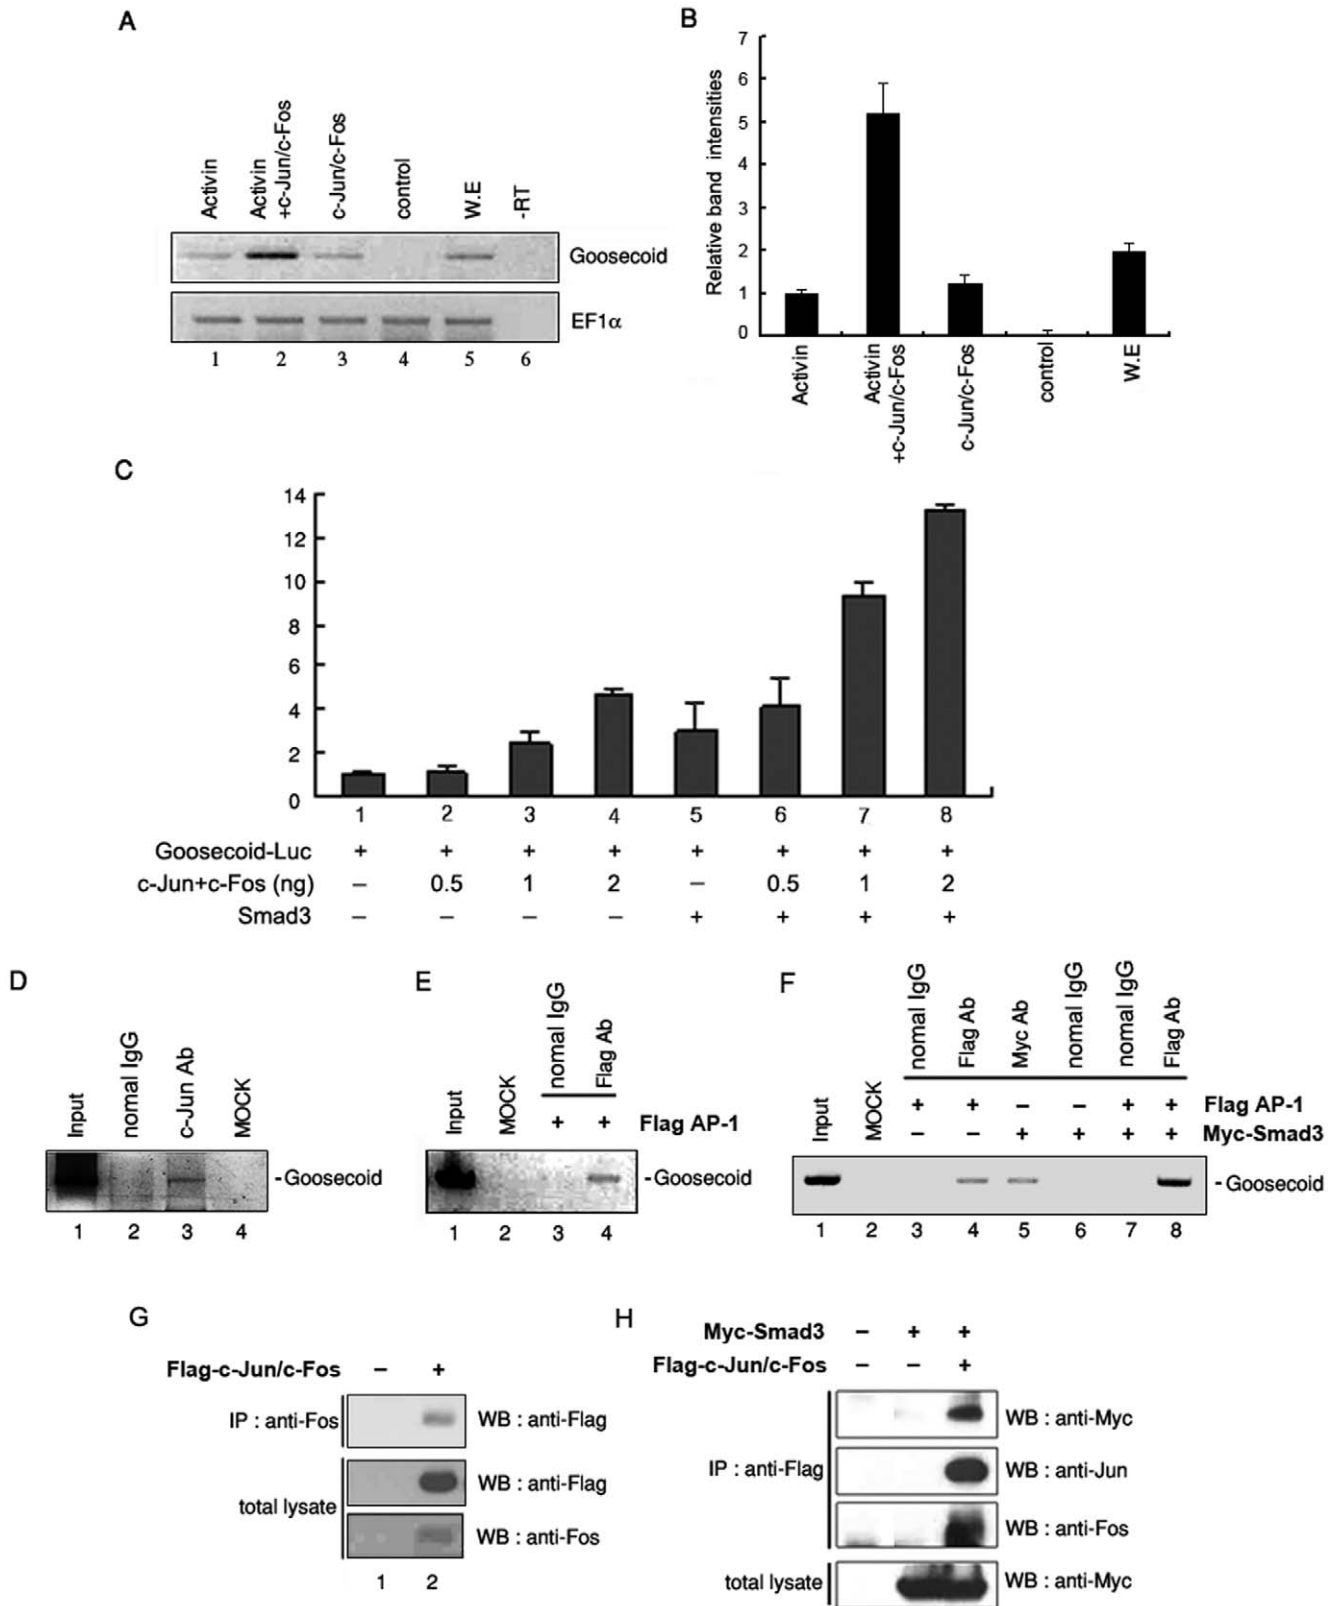 A
Activin
Activin
+c-Jun/c-Fos
c-Jun/c-Fos
control
W.E
-RT
Goosecoid
EF1α
1 2 3 4 5 6
B
Relative band intensities
7
6
5
4
3
2
1
0
Activin
Activin
+c-Jun/c-Fos
c-Jun/c-Fos
control
W.E
C
14
12
10
8
6
4
2
0
1 2 3 4 5 6 7 8
Goosecoid-Luc + + + + + + + +
c-Jun+c-Fos (ng) – 0.5 1 2 – 0.5 1 2
Smad3 – – – – + + + +
D
Input
nomal IgG
c-Jun Ab
MOCK
-Goosecoid
1 2 3 4
E
Input
MOCK
nomal IgG
Flag Ab
+ + Flag AP-1
-Goosecoid
1 2 3 4
F
Input
MOCK
nomal IgG
Flag Ab
Myc Ab
nomal IgG
nomal IgG
Flag Ab
+ + – – + + Flag AP-1
– – + + + + Myc-Smad3
-Goosecoid
1 2 3 4 5 6 7 8
G
Flag-c-Jun/c-Fos – +
IP : anti-Fos
WB : anti-Flag
total lysate
WB : anti-Flag
WB : anti-Fos
1 2
H
Myc-Smad3 – + +
Flag-c-Jun/c-Fos – – +
IP : anti-Flag
WB : anti-Myc
WB : anti-Jun
WB : anti-Fos
total lysate
WB : anti-Myc